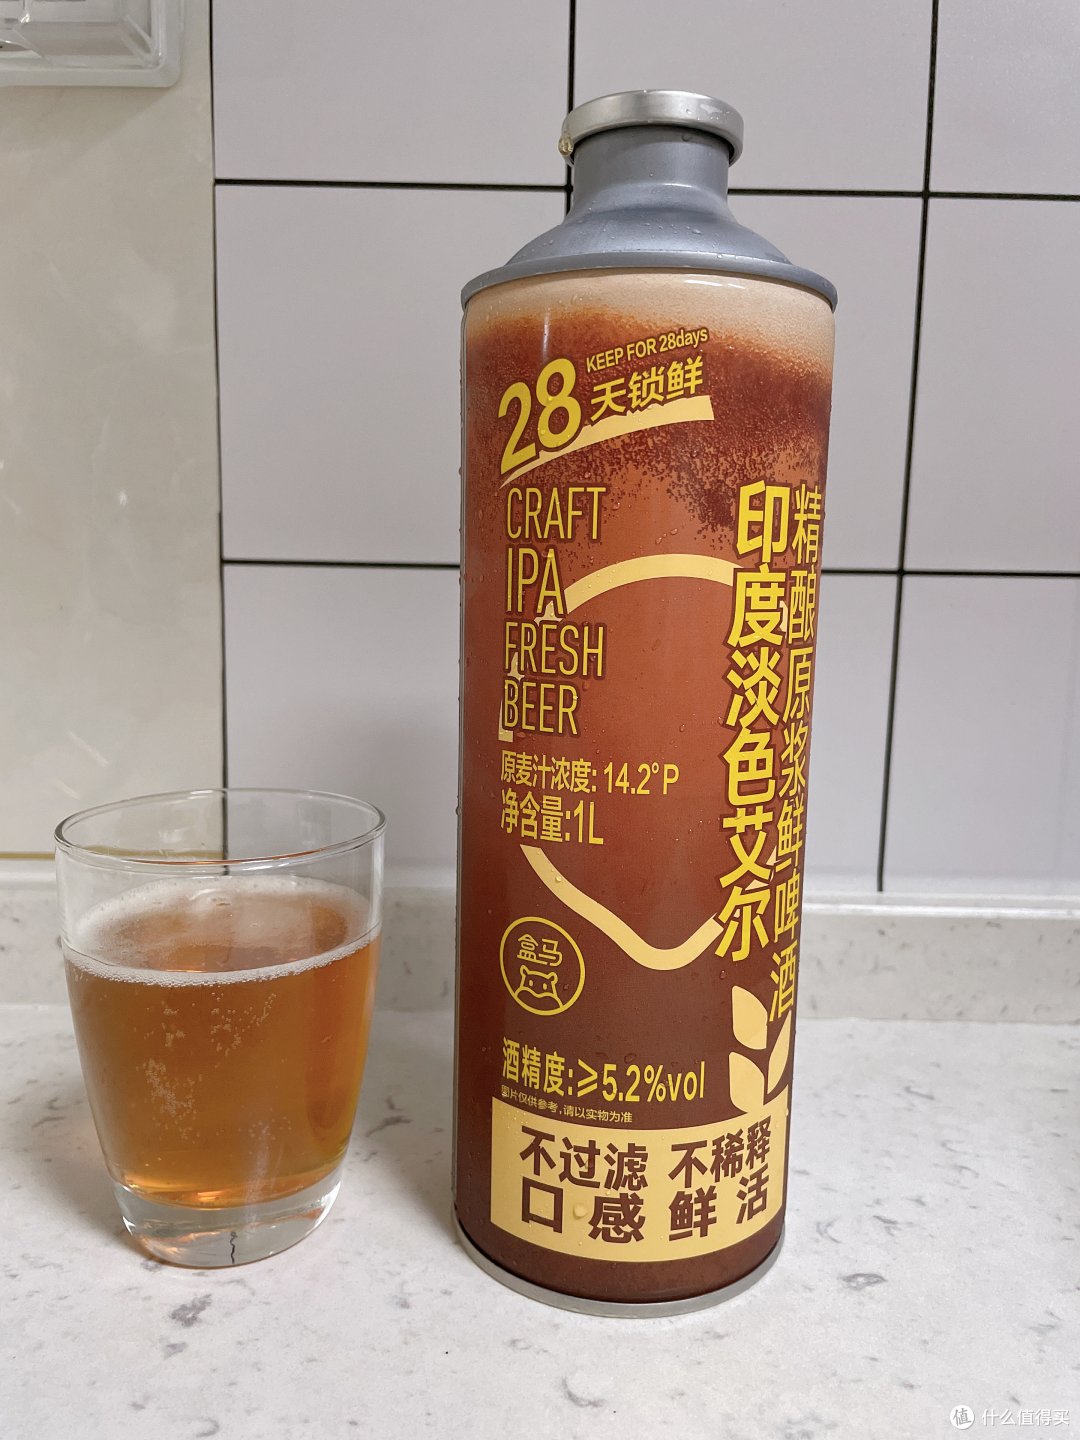 28
KEEP FOR 28days
天锁鲜
CRAFT
IPA
FRESH
BEER
精酿原浆鲜啤酒
印度淡色艾尔
原麦汁浓度: 14.2°P
净含量:1L
盒马
酒精度:≥5.2%vol
图片仅供参考,请以实物为准
不过滤 不稀释
口感鲜活
值 什么值得买